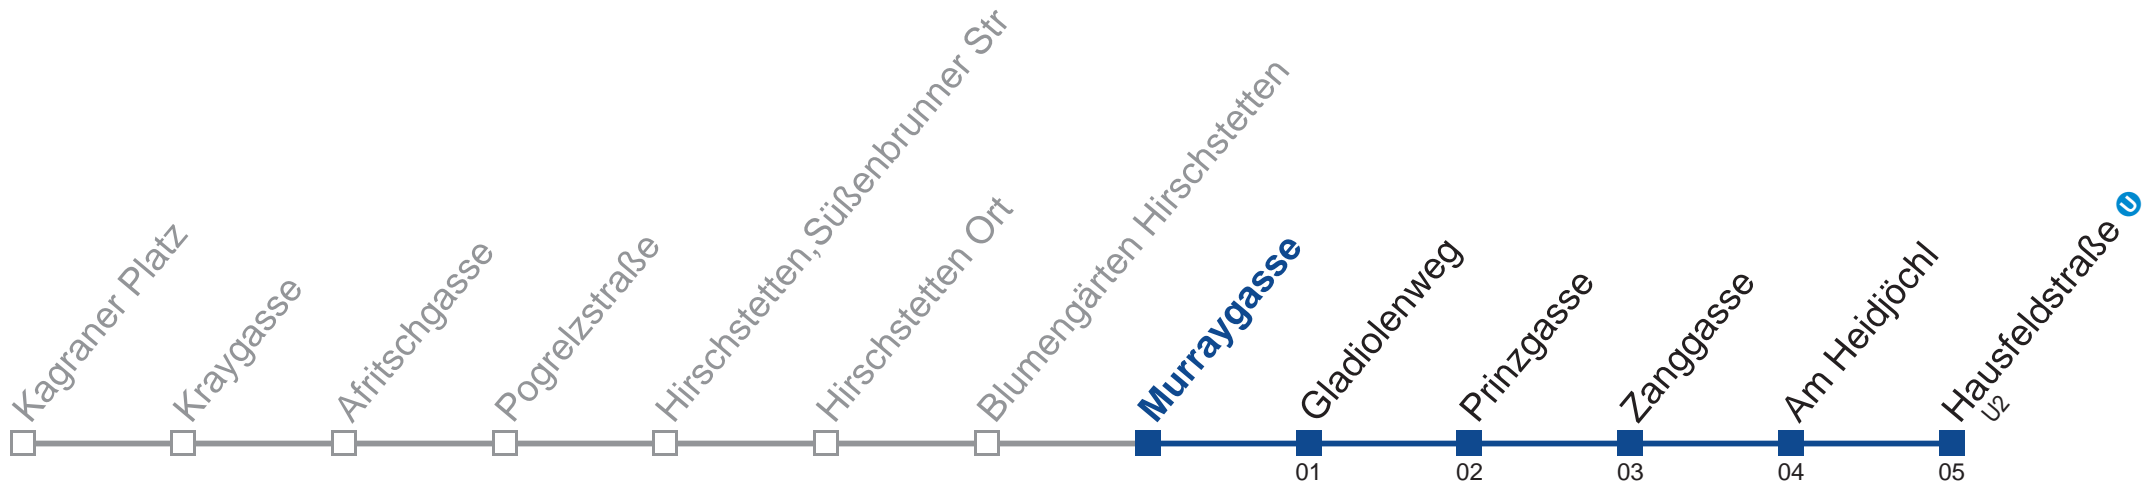 Kagraner Platz
Kraygasse
Afritschgasse
Pogrelzstraße
Hirschstetten,Süßenbrunner Str
Hirschstetten Ort
Blumengärten Hirschstetten
Murraygasse
Gladiolenweg
Prinzgasse
Zanggasse
Am Heidjöchl
Hausfeldstraße U
U2
01 02 03 04 05